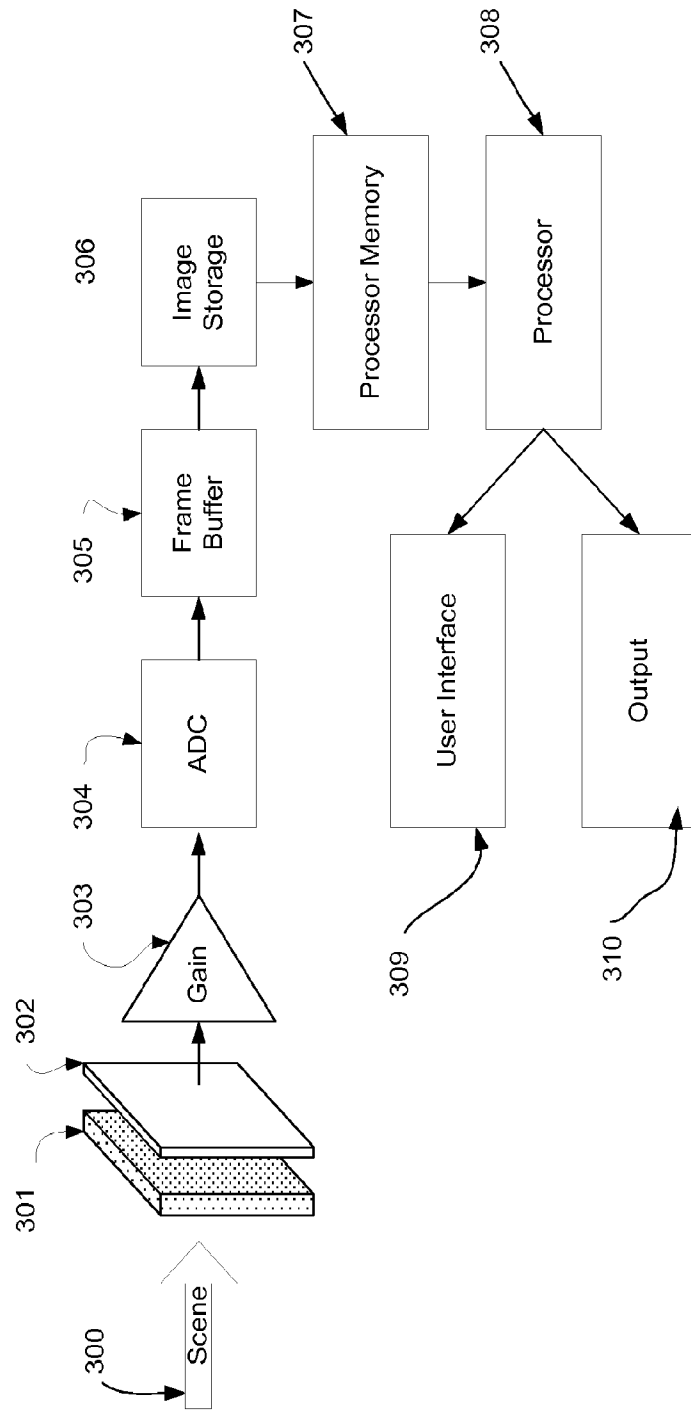 300
Scene
301
302
303
Gain
304
ADC
305
Frame
Buffer
306
Image
Storage
307
Processor Memory
308
Processor
309
User Interface
310
Output